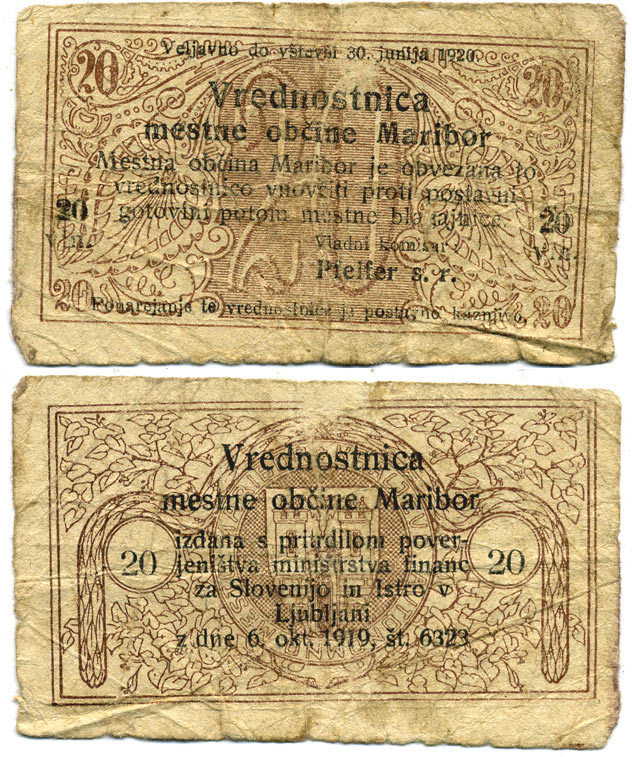 Veljavno do vštevši 30. junija 1920.
20 20
Vrednostnica
mestne občine Maribor
Mestna občina Maribor je obvezana to
vrednostnico vnovčiti proti postavni
20 gotovini potom mestne blagajnice. 20
v. n. Vladni komisar v. n.
Pfeifer s. r.
20 20
Ponarejanje te vrednostnice je postavno kaznjivo.
Vrednostnica
mestne občine Maribor
izdana s pritrdilom pover-
20 jeništva ministrstva financ 20
za Slovenijo in Istro v
Ljubljani
z dne 6. okt. 1919, št. 6323